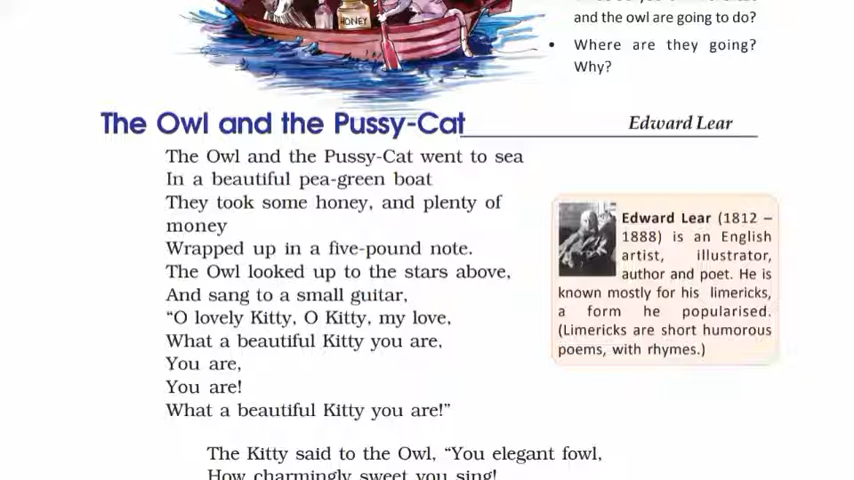 HONEY
and the owl are going to do?
• Where are they going?
Why?
The Owl and the Pussy-Cat
Edward Lear
The Owl and the Pussy-Cat went to sea
In a beautiful pea-green boat
They took some honey, and plenty of
money
Wrapped up in a five-pound note.
The Owl looked up to the stars above,
And sang to a small guitar,
“O lovely Kitty, O Kitty, my love,
What a beautiful Kitty you are,
You are,
You are!
What a beautiful Kitty you are!”
Edward Lear (1812 –
1888) is an English
artist, illustrator,
author and poet. He is
known mostly for his limericks,
a form he popularised.
(Limericks are short humorous
poems, with rhymes.)
The Kitty said to the Owl, “You elegant fowl,
How charmingly sweet you sing!